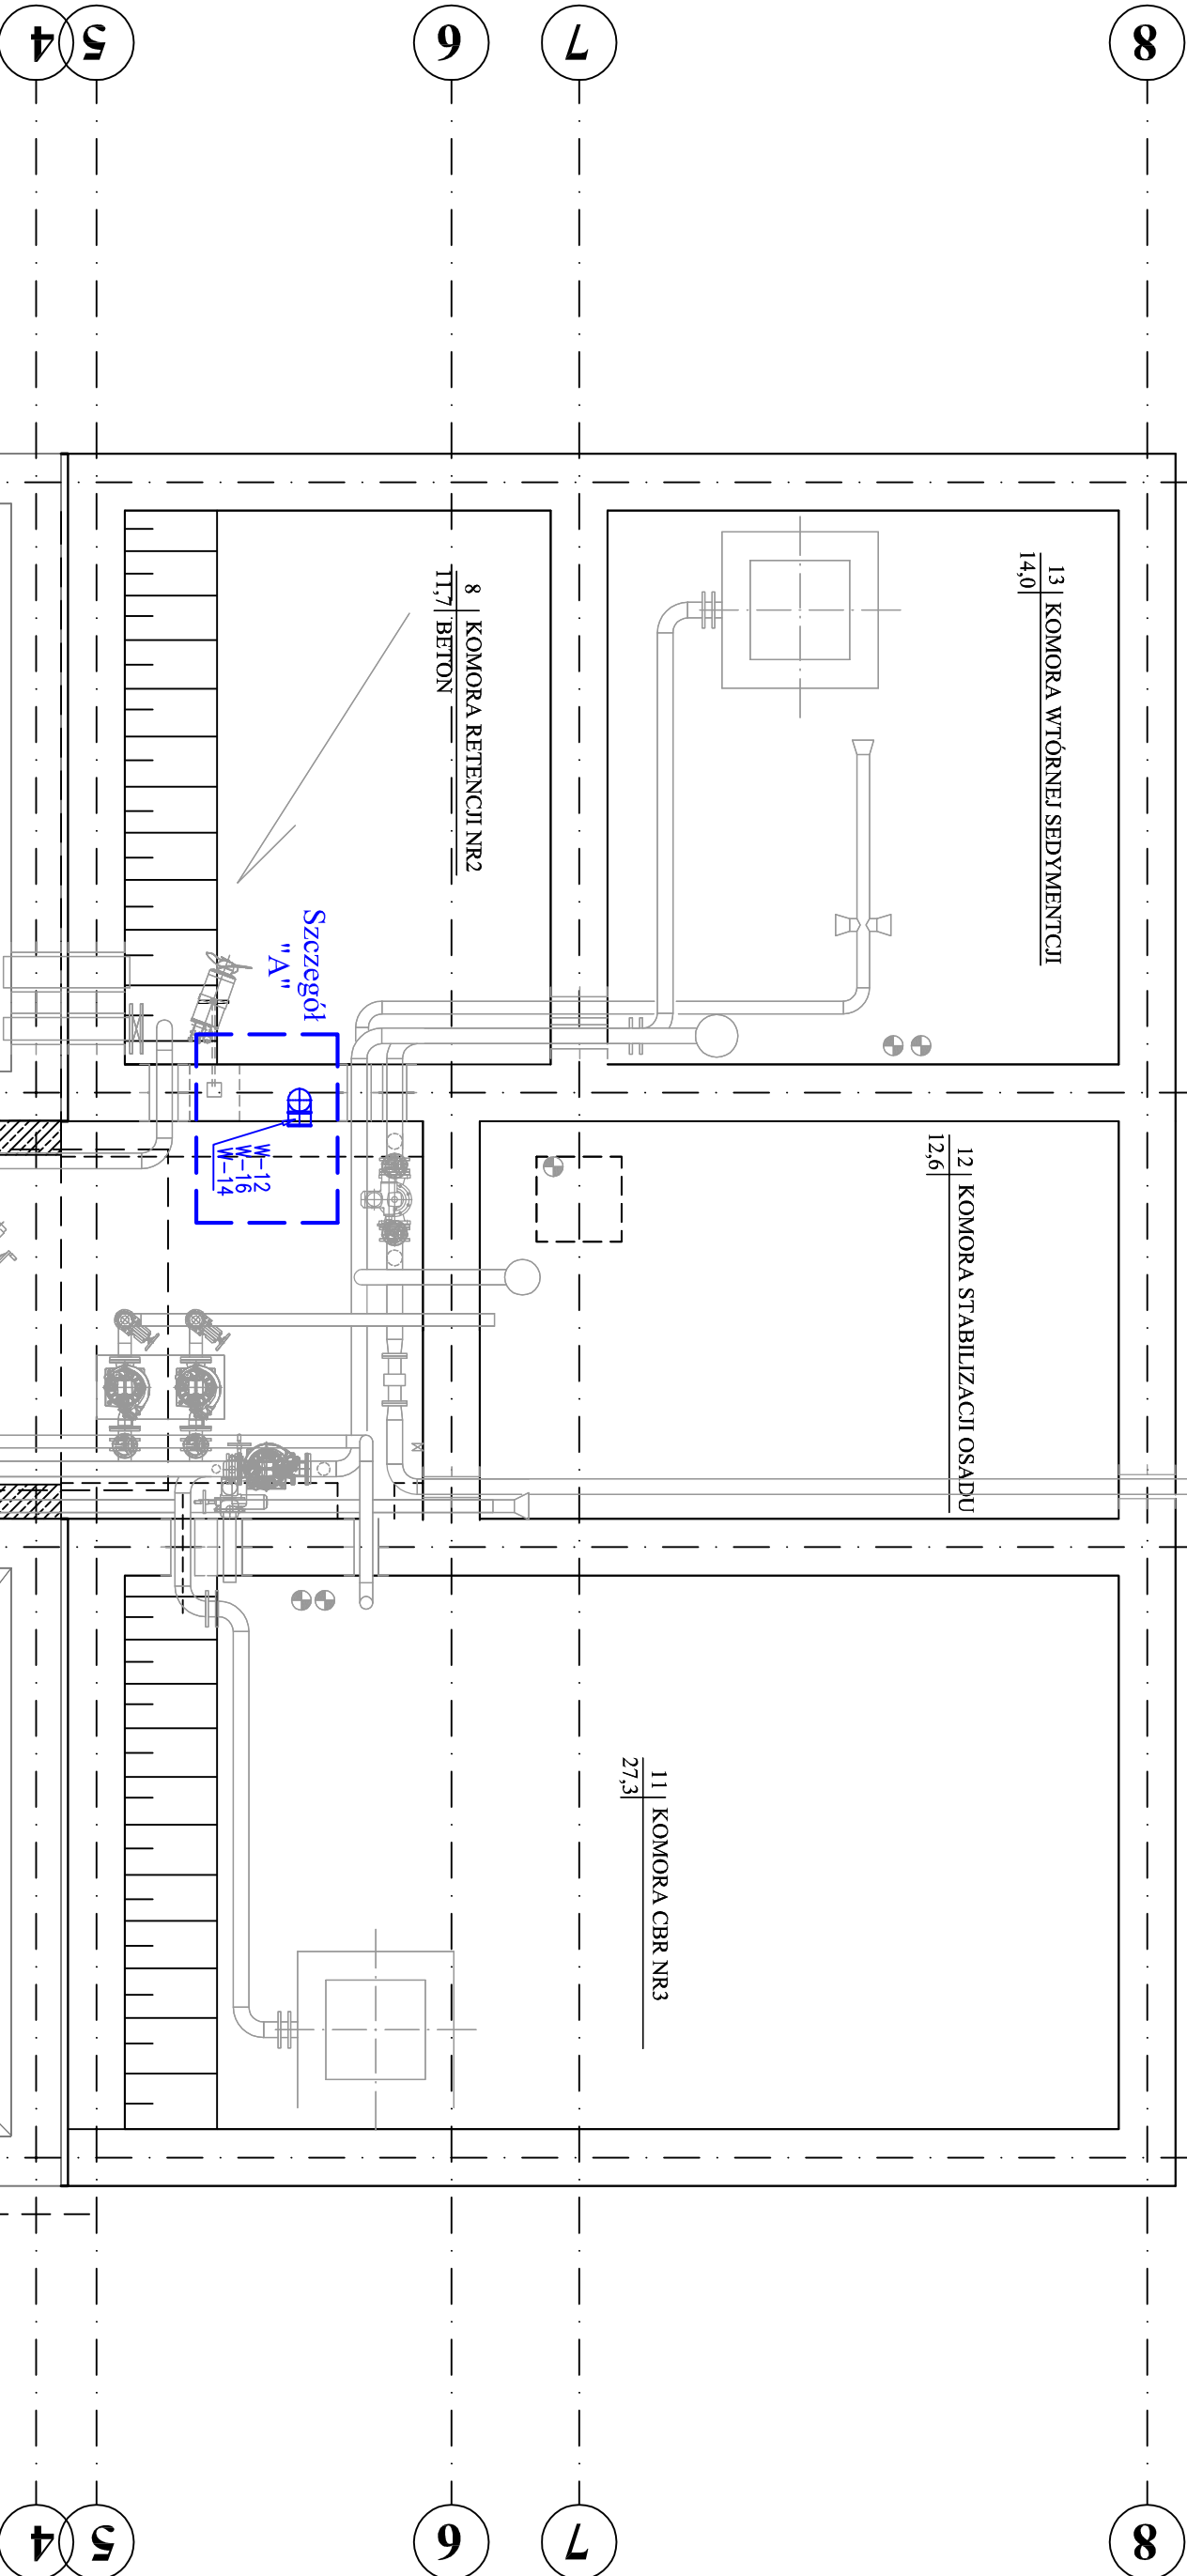 4
5
6
7
8
13 KOMORA WTÓRNEJ SEDYMENTCJI
14,0
8 KOMORA RETENCJI NR2
11,7 BETON
Szczegół
"A"
W-12
W-16
W-14
12 KOMORA STABILIZACJI OSADU
12,6
11 KOMORA CBR NR3
27,3
4
5
6
7
8